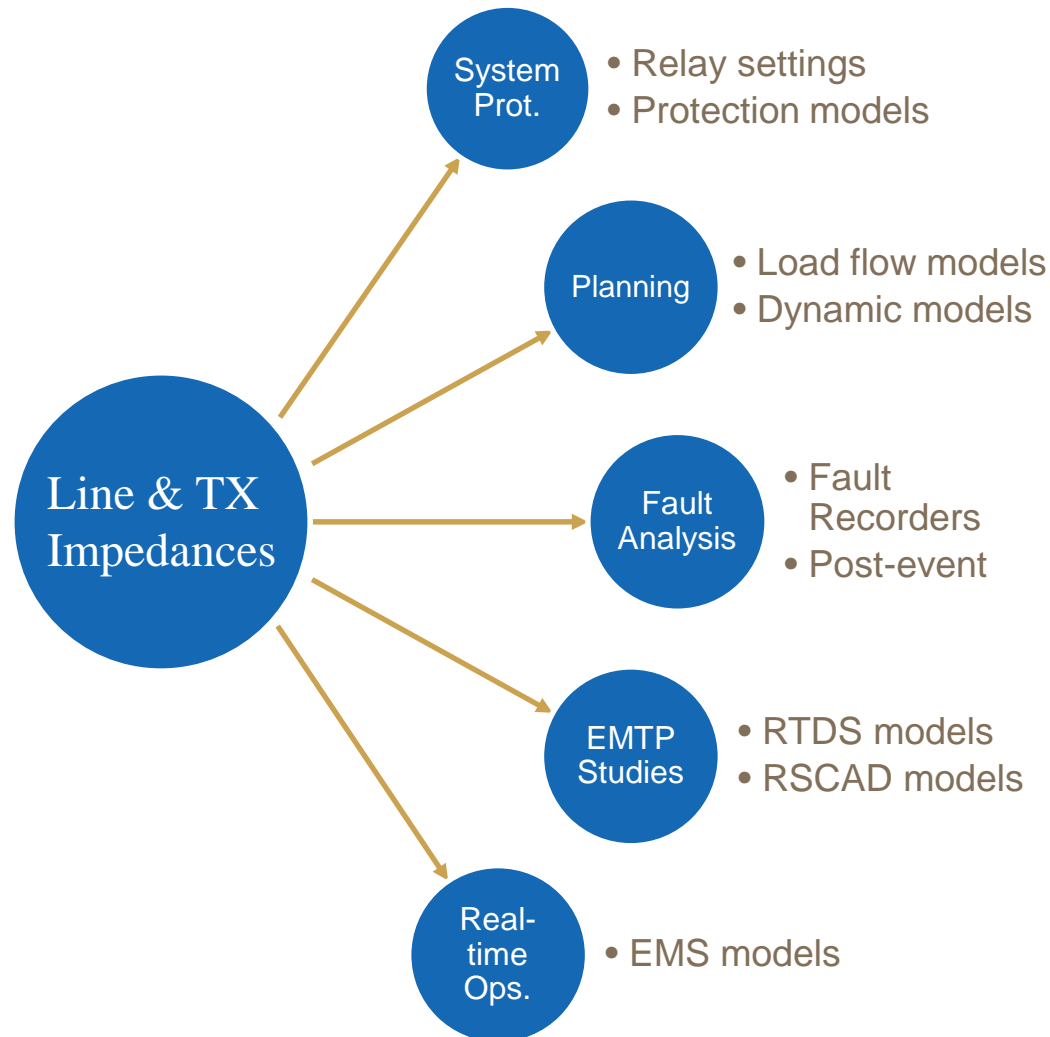 System
Prot.
• Relay settings
• Protection models
Planning
• Load flow models
• Dynamic models
Line & TX
Impedances
Fault
Analysis
• Fault
Recorders
• Post-event
EMTP
Studies
• RTDS models
• RSCAD models
Real-
time
Ops.
• EMS models